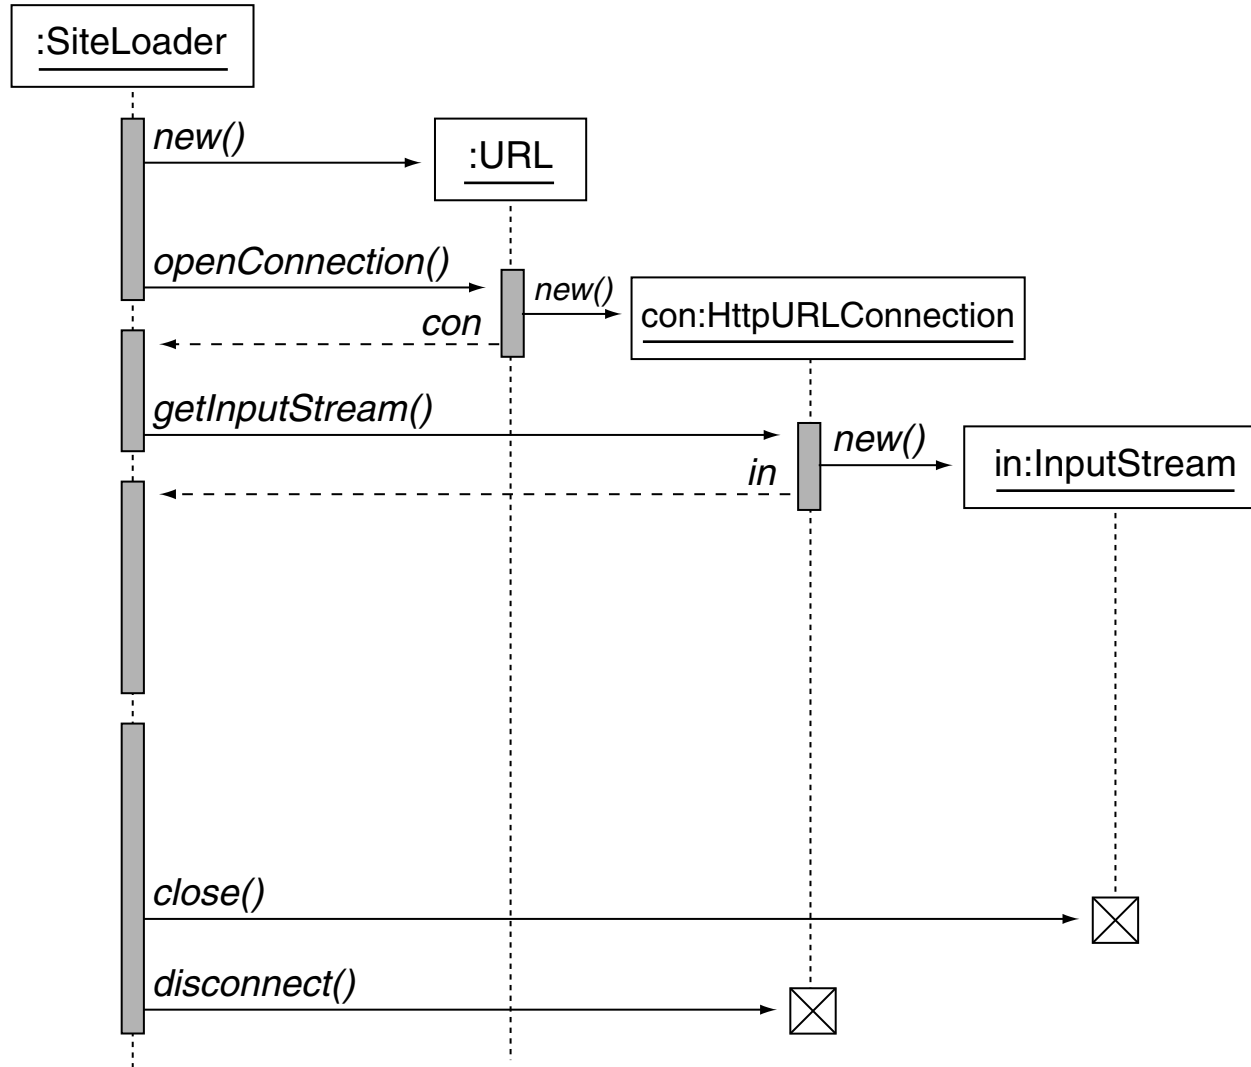 :SiteLoader
new()
:URL
openConnection()
new()
con:HttpURLConnection
con
getInputStream()
new()
in:InputStream
in
close()
disconnect()